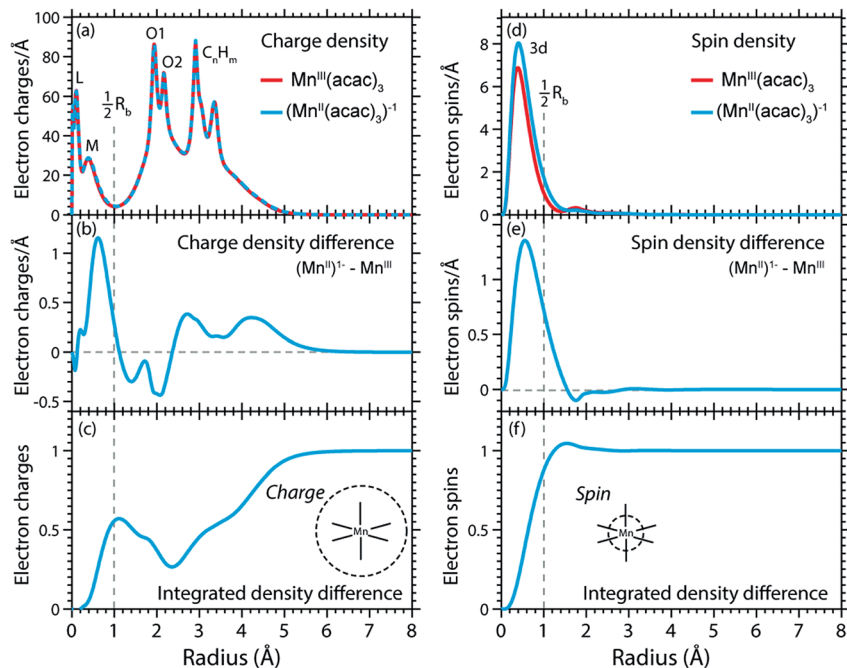 (a)
O1
O2
CnHm
L
M
½Rb
Charge density
Mn^III(acac)3
(Mn^II(acac)3)^-1
Electron charges/Å
100
80
60
40
20
0
(b)
Charge density difference
(Mn^II)^1- - Mn^III
Electron charges/Å
1
0.5
0
-0.5
(c)
Charge
Mn
Integrated density difference
Electron charges
1
0.5
0
0 1 2 3 4 5 6 7 8
Radius (Å)
(d)
3d
½Rb
Spin density
Mn^III(acac)3
(Mn^II(acac)3)^-1
Electron spins/Å
8
6
4
2
0
(e)
Spin density difference
(Mn^II)^1- - Mn^III
Electron spins/Å
1
0.5
0
(f)
Spin
Mn
Integrated density difference
Electron spins
1
0.5
0
0 1 2 3 4 5 6 7 8
Radius (Å)